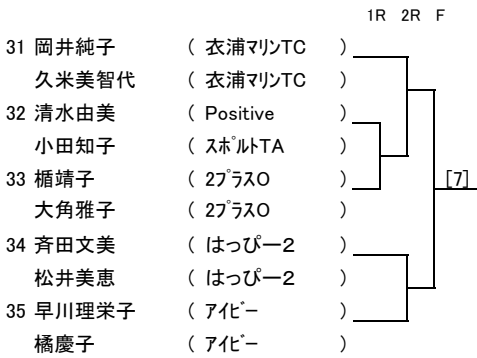 1R 2R F
31 岡井純子 ( 衣浦マリンTC )
久米美智代 ( 衣浦マリンTC )
32 清水由美 ( Positive )
小田知子 ( スポルトTA )
33 楯靖子 ( 2プラスO )
大角雅子 ( 2プラスO )
[7]
34 斉田文美 ( はっぴー2 )
松井美恵 ( はっぴー2 )
35 早川理栄子 ( アイビー )
橘慶子 ( アイビー )